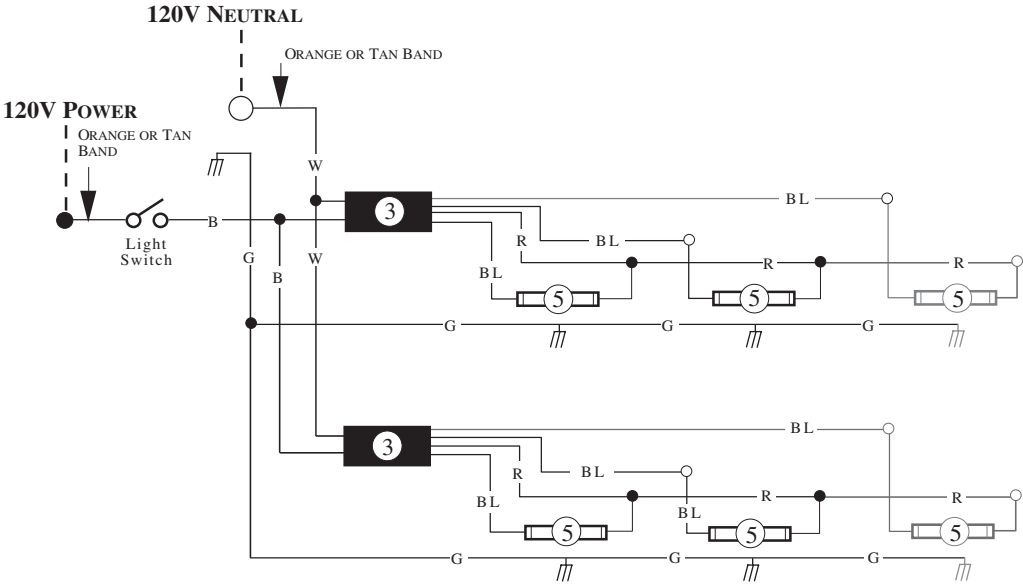 120V NEUTRAL
ORANGE OR TAN BAND
120V POWER
ORANGE OR TAN
BAND
W
3
BL
B
Light
Switch
R
BL
G
W
B
BL
R
R
5
5
5
G
G
G
3
BL
R
BL
BL
R
R
BL
5
5
5
G
G
G